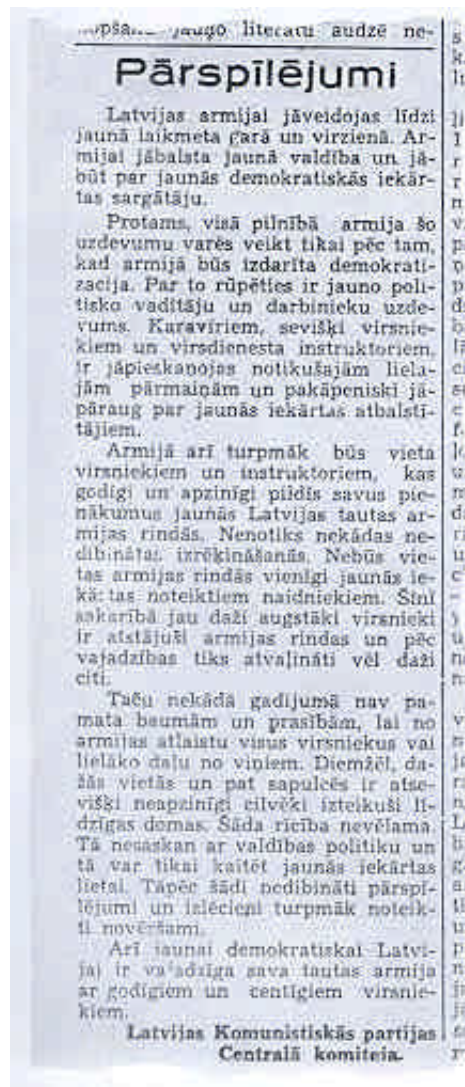 jauno literatu audzē ne-
Pārspīlējumi
Latvijas armijai jāveidojas līdzi
jaunā laikmeta garā un virzienā. Ar-
mijai jābalsta jaunā valdība un jā-
būt par jaunās demokratiskās iekār-
tas sargātāju.
Protams, visā pilnībā armija šo
uzdevumu varēs veikt tikai pēc tam,
kad armijā būs izdarīta demokrati-
zacija. Par to rūpēties ir jauno poli-
tisko vadītāju un darbinieku uzde-
vums. Karavīriem, sevišķi virsnie-
kiem un virsdienesta instruktoriem,
ir jāpieskaņojas notikušajām liela-
jām pārmaiņām un pakāpeniski jā-
pāraug par jaunās iekārtas atbalstī-
tājiem.
Armijā arī turpmāk būs vieta
virsniekiem un instruktoriem, kas
godīgi un apzinīgi pildīs savus pie-
nākumus jaunās Latvijas tautas ar-
mijas rindās. Nenotiks nekādas ne-
dibinātas izrēķināšanās. Nebūs vie-
tas armijas rindās vienīgi jaunās ie-
kārtas noteiktiem naidniekiem. Šinī
sakarībā jau daži augstāki virsnieki
ir atstājuši armijas rindas un pēc
vajadzības tiks atvaļināti vēl daži
citi.
Taču nekādā gadījumā nav pa-
mata baumām un prasībām, lai no
armijas atlaistu visus virsniekus vai
lielāko daļu no viņiem. Diemžēl, da-
žās vietās un pat sapulcēs ir atse-
višķi neapzinīgi cilvēki izteikuši lī-
dzīgas domas. Šāda rīcība nevēlama.
Tā nesaskan ar valdības politiku un
tā var tikai kaitēt jaunās iekārtas
lietai. Tāpēc šādi nedibināti pārspī-
lējumi un izlēcieni turpmāk noteik-
ti novēršami.
Arī jaunai demokratiskai Latvi-
jai ir vajadzīga sava tautas armija
ar godīgiem un centīgiem virsnie-
kiem.
Latvijas Komunistiskās partijas
Centrālā komiteja.